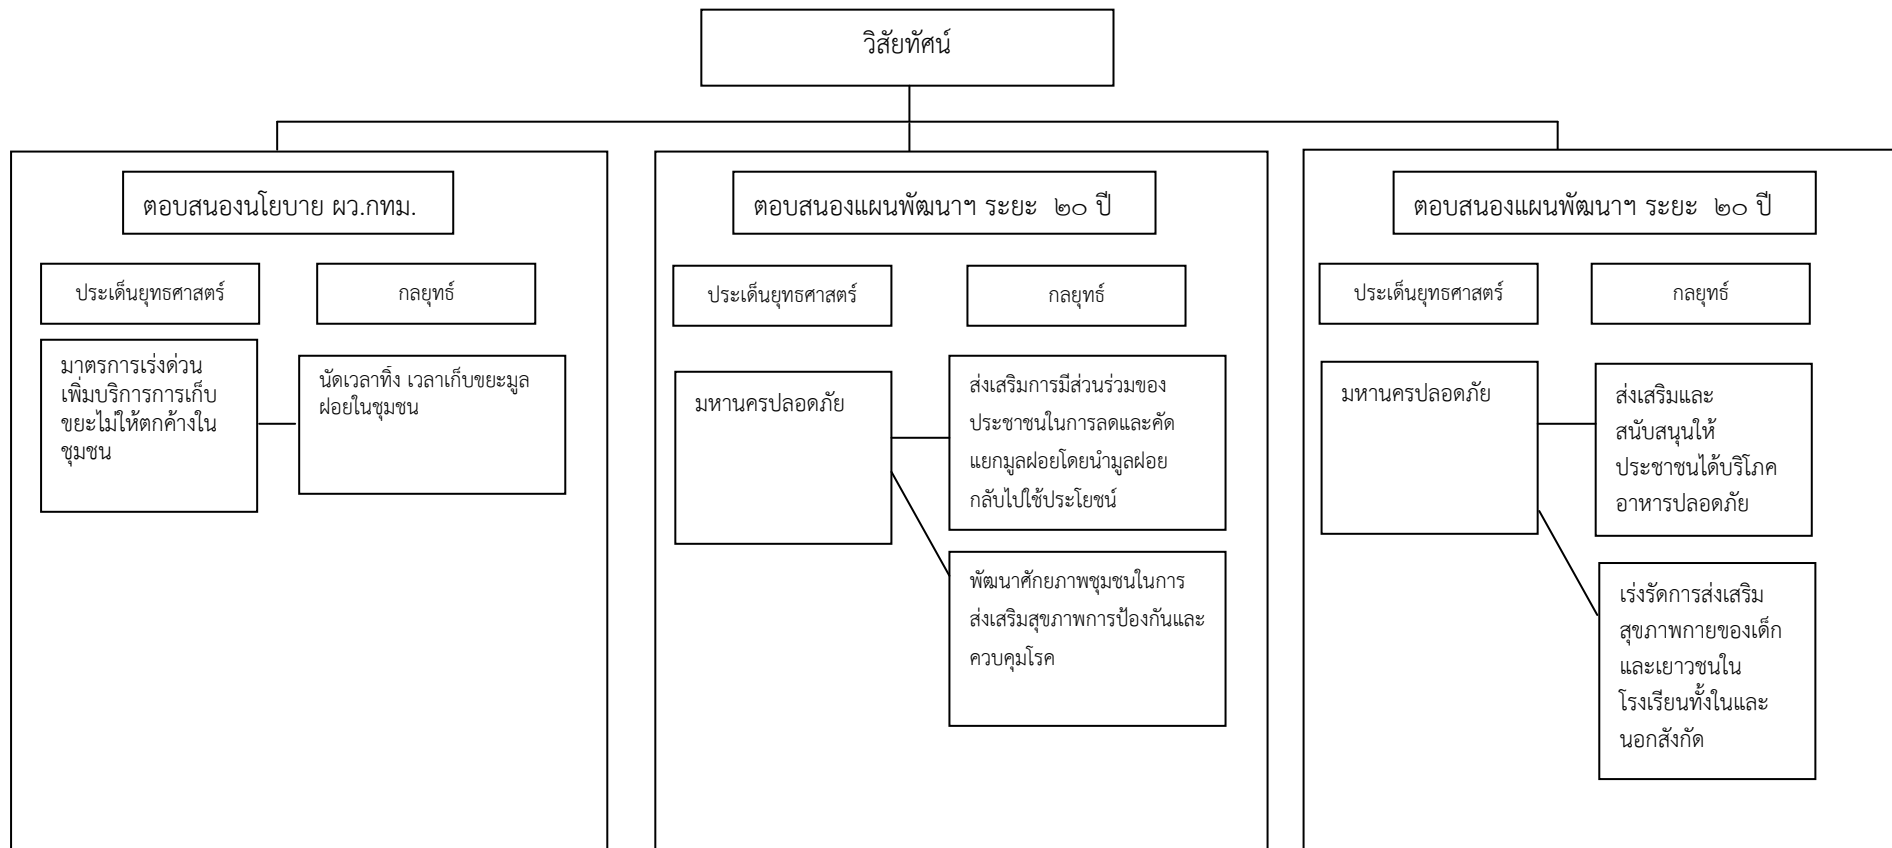 วิสัยทัศน์
ตอบสนองนโยบาย ผว.กทม.
ประเด็นยุทธศาสตร์
กลยุทธ์
มาตรการเร่งด่วน
เพิ่มบริการการเก็บ
ขยะไม่ให้ตกค้างใน
ชุมชน
นัดเวลาทิ้ง เวลาเก็บขยะมูล
ฝอยในชุมชน
ตอบสนองแผนพัฒนาฯ ระยะ ๒๐ ปี
ประเด็นยุทธศาสตร์
กลยุทธ์
มหานครปลอดภัย
ส่งเสริมการมีส่วนร่วมของ
ประชาชนในการลดและคัด
แยกมูลฝอยโดยนำมูลฝอย
กลับไปใช้ประโยชน์
พัฒนาศักยภาพชุมชนในการ
ส่งเสริมสุขภาพการป้องกันและ
ควบคุมโรค
ตอบสนองแผนพัฒนาฯ ระยะ ๒๐ ปี
ประเด็นยุทธศาสตร์
กลยุทธ์
มหานครปลอดภัย
ส่งเสริมและ
สนับสนุนให้
ประชาชนได้บริโภค
อาหารปลอดภัย
เร่งรัดการส่งเสริม
สุขภาพกายของเด็ก
และเยาวชนใน
โรงเรียนทั้งในและ
นอกสังกัด